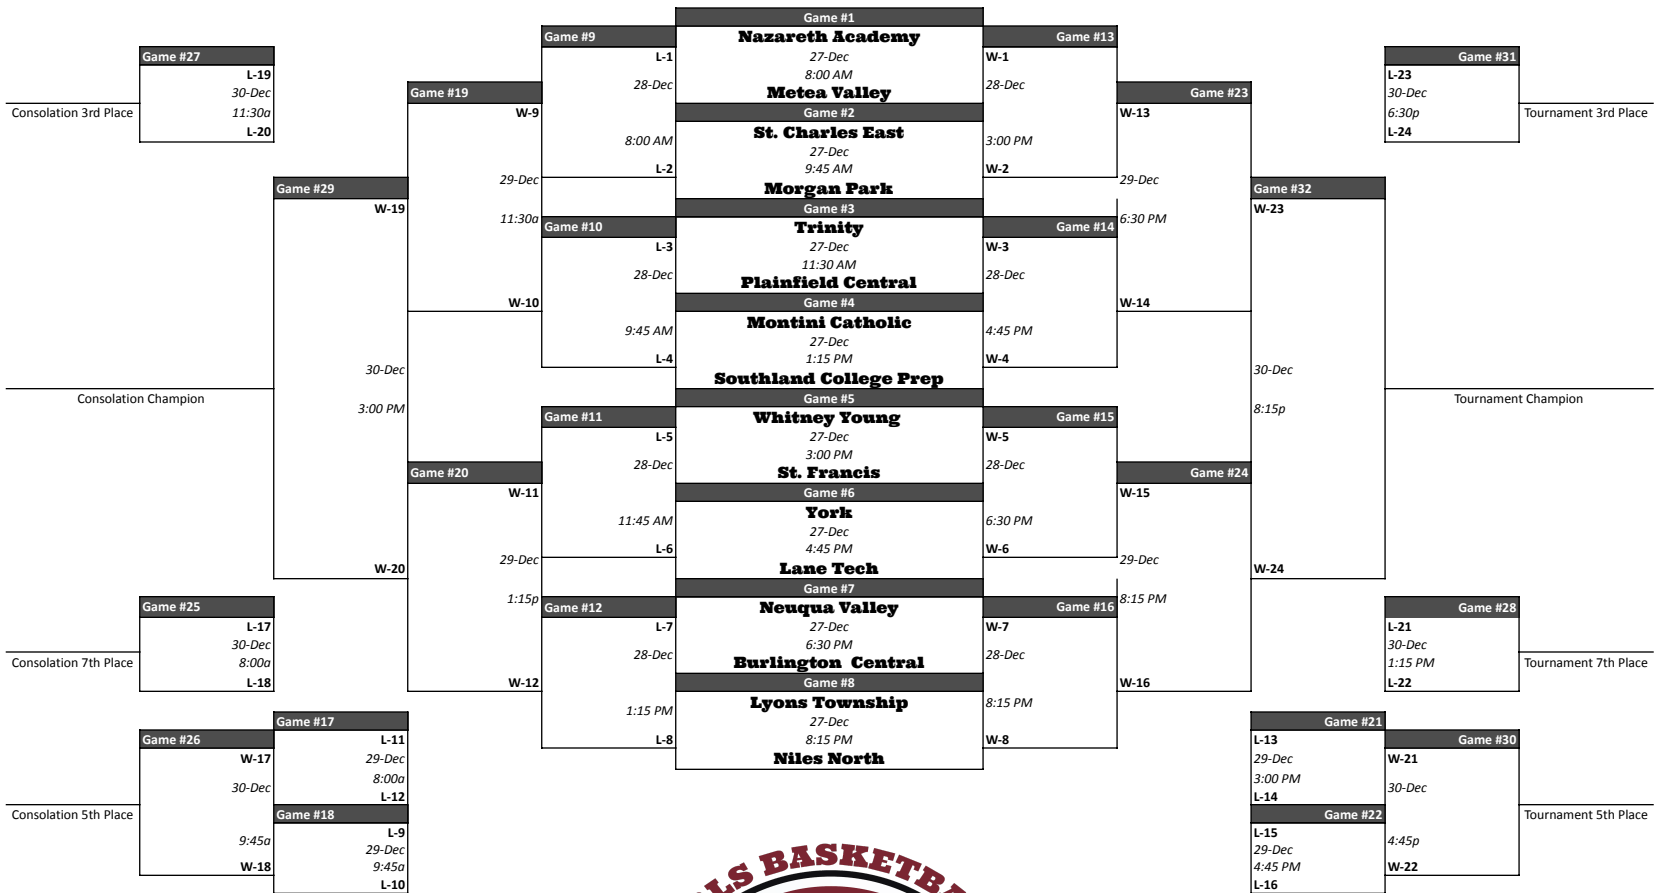 Game #1
Game #9
Nazareth Academy
Game #13
Game #27
L-1
27-Dec
W-1
Game #31
L-19
8:00 AM
L-23
30-Dec
Game #19
28-Dec
Metea Valley
28-Dec
Game #23
30-Dec
Consolation 3rd Place
11:30a
W-9
Game #2
W-13
6:30p
Tournament 3rd Place
L-20
8:00 AM
St. Charles East
3:00 PM
L-24
27-Dec
L-2
9:45 AM
W-2
Game #29
29-Dec
Morgan Park
29-Dec
Game #32
W-19
Game #3
W-23
11:30a
Game #10
Trinity
Game #14
6:30 PM
L-3
27-Dec
W-3
11:30 AM
28-Dec
Plainfield Central
28-Dec
W-10
Game #4
W-14
9:45 AM
Montini Catholic
4:45 PM
27-Dec
L-4
1:15 PM
W-4
30-Dec
Southland College Prep
30-Dec
Consolation Champion
Game #5
Tournament Champion
3:00 PM
Game #11
Whitney Young
Game #15
8:15p
L-5
27-Dec
W-5
3:00 PM
28-Dec
28-Dec
Game #20
St. Francis
Game #24
W-11
Game #6
W-15
11:45 AM
York
6:30 PM
27-Dec
L-6
4:45 PM
W-6
29-Dec
29-Dec
W-20
Lane Tech
W-24
Game #7
1:15p
8:15 PM
Game #25
Game #12
Neuqua Valley
Game #16
Game #28
L-17
L-7
27-Dec
W-7
L-21
30-Dec
6:30 PM
30-Dec
28-Dec
28-Dec
Consolation 7th Place
8:00a
Burlington  Central
1:15 PM
Tournament 7th Place
L-18
W-12
Game #8
W-16
L-22
1:15 PM
Lyons Township
8:15 PM
Game #17
27-Dec
Game #21
Game #26
L-11
L-8
8:15 PM
W-8
L-13
Game #30
W-17
29-Dec
Niles North
29-Dec
W-21
8:00a
3:00 PM
30-Dec
L-12
L-14
30-Dec
Consolation 5th Place
Game #18
Game #22
Tournament 5th Place
9:45a
L-9
L-15
4:45p
29-Dec
29-Dec
W-18
9:45a
4:45 PM
W-22
L-10
L-16